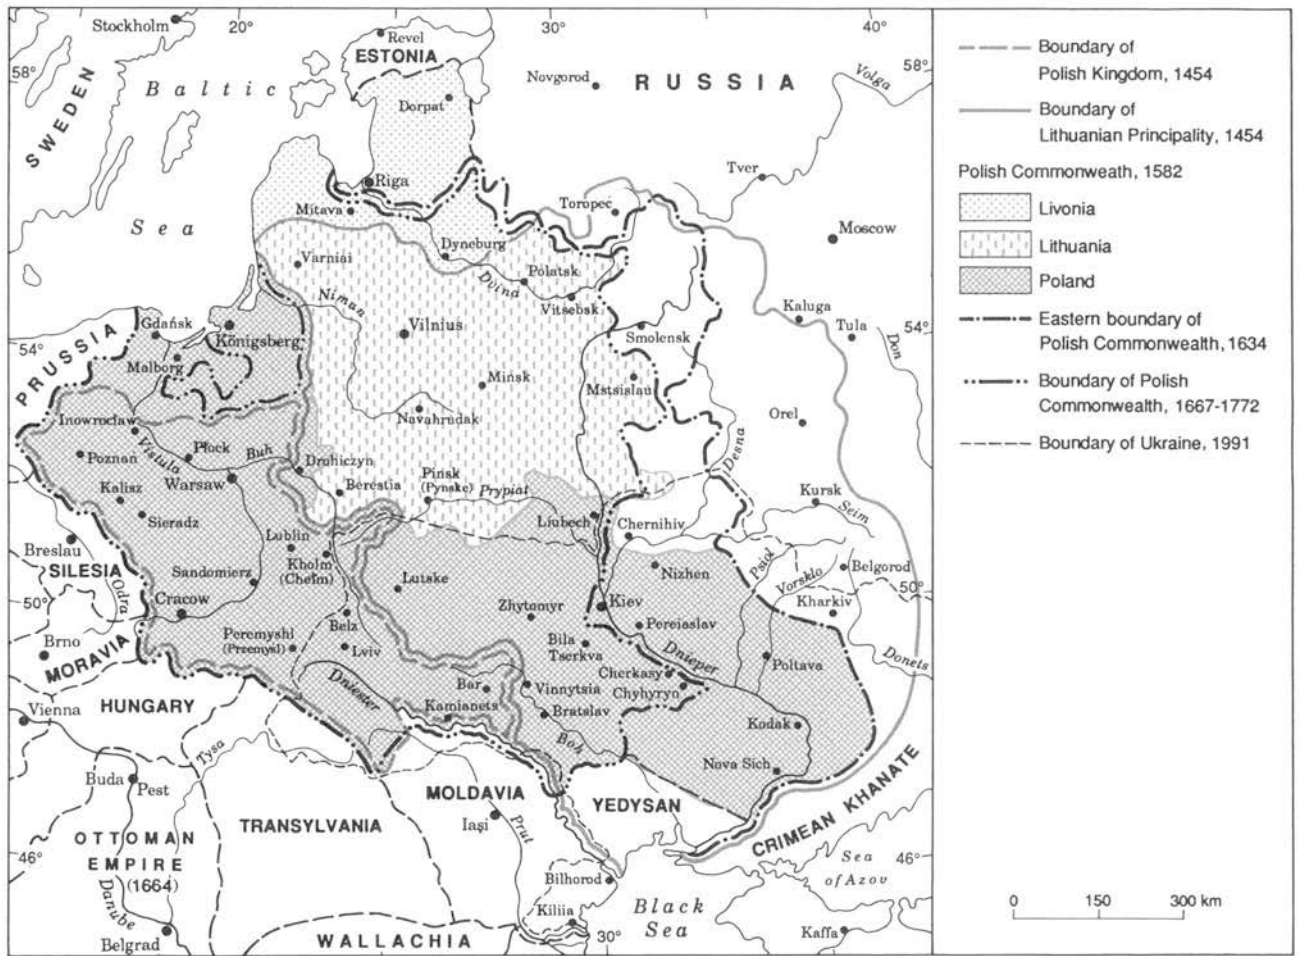 20°
30°
40°
Stockholm
Revel
ESTONIA
58°
58°
SWEDEN
Baltic
Sea
Dorpat
Novgorod
RUSSIA
Volga
Riga
Mitava
Tver
Toropec
Moscow
Varniai
Dyneburg
Dvina
Polatsk
Vitsebsk
Niman
Vilnius
Smolensk
Kaluga
Tula
Don
54°
54°
PRUSSIA
Gdańsk
Königsberg
Malborg
Minsk
Mstsislau
Navahrudak
Orel
Inowrocław
Vistula
Płock
Buh
Poznań
Warsaw
Drohiczyn
Berestia
Pinsk
(Pynske)
Prypiat
Desna
Kalisz
Sieradz
Kursk
Seim
Liubech
Chernihiv
Lublin
Kholm
(Chełm)
Breslau
SILESIA
Odra
Sandomierz
Lutske
Nizhen
Psiol
Vorsklo
Belgorod
50°
50°
Cracow
Zhytomyr
Kiev
Kharkiv
Pereiaslav
Brno
MORAVIA
Belz
Peremyshl
(Przemyśl)
Lviv
Bila
Tserkva
Dnieper
Poltava
Donets
Cherkasy
Chyhyryn
HUNGARY
Dniester
Bar
Vinnytsia
Kamianets
Bratslav
Boh
Kodak
Vienna
Tysa
Nova Sich
Buda
Pest
MOLDAVIA
YEDYSAN
CRIMEAN KHANATE
OTTOMAN
EMPIRE
(1664)
TRANSYLVANIA
Iaşi
Prut
46°
46°
Sea
of Azov
Danube
Bilhorod
Kiliia
Black
Sea
Belgrad
WALLACHIA
30°
Kaffa
Boundary of
Polish Kingdom, 1454
Boundary of
Lithuanian Principality, 1454
Polish Commonweath, 1582
Livonia
Lithuania
Poland
Eastern boundary of
Polish Commonwealth, 1634
Boundary of Polish
Commonwealth, 1667-1772
Boundary of Ukraine, 1991
0 150 300 km